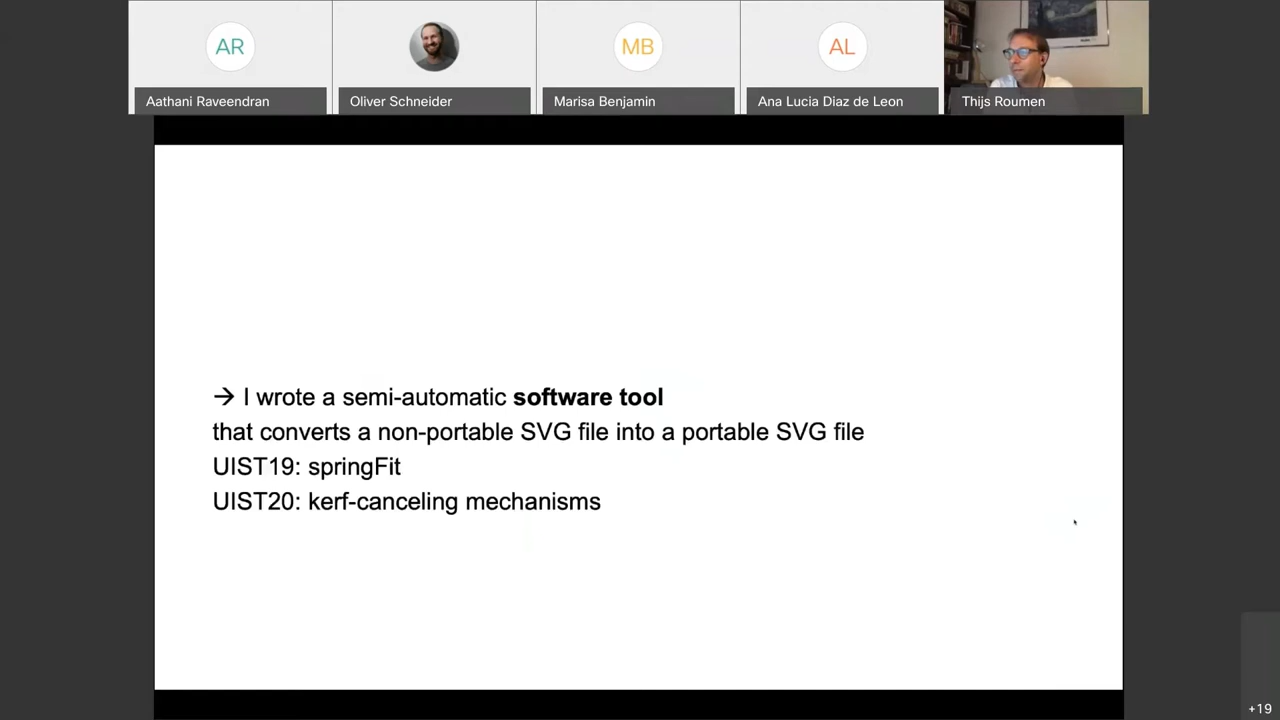 AR
MB
AL
Aathani Raveendran
Oliver Schneider
Marisa Benjamin
Ana Lucia Diaz de Leon
Thijs Roumen
→ I wrote a semi-automatic software tool
that converts a non-portable SVG file into a portable SVG file
UIST19: springFit
UIST20: kerf-canceling mechanisms
+19